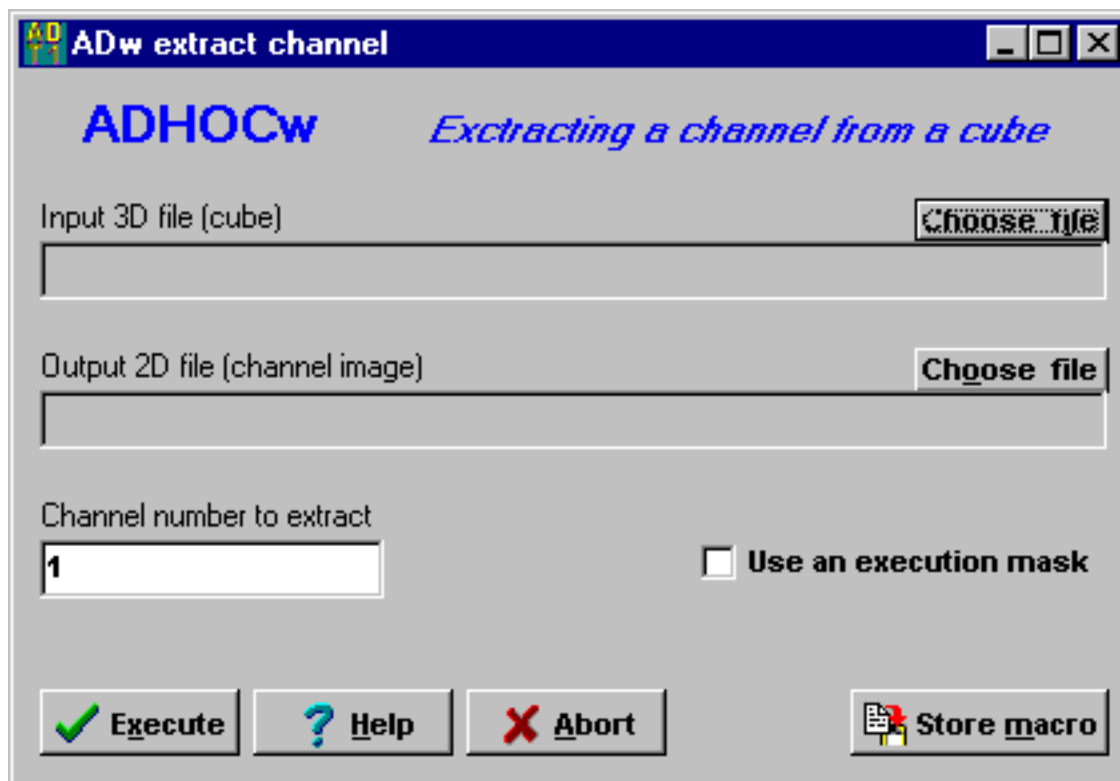 ADw extract channel
ADHOCw Exctracting a channel from a cube
Input 3D file (cube) Choose file
Output 2D file (channel image) Choose file
Channel number to extract
1 Use an execution mask
Execute Help Abort Store macro